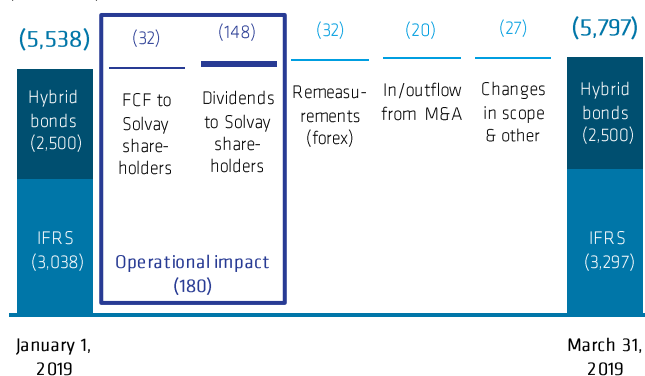 (5,538)
(32)
(148)
(32)
(20)
(27)
(5,797)
Hybrid
bonds
(2,500)
FCF to
Solvay
share-
holders
Dividends
to Solvay
share-
holders
Remeasu-
rements
(forex)
In/outflow
from M&A
Changes
in scope
& other
Hybrid
bonds
(2,500)
IFRS
(3,038)
Operational impact
(180)
IFRS
(3,297)
January 1,
2019
March 31,
2019